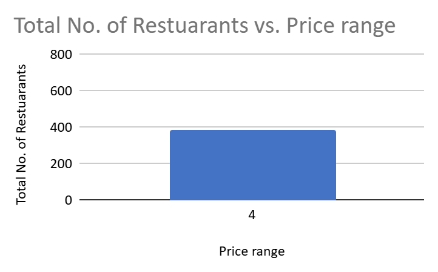 Total No. of Restuarants vs. Price range
800
600
400
200
0
Total No. of Restuarants
4
Price range